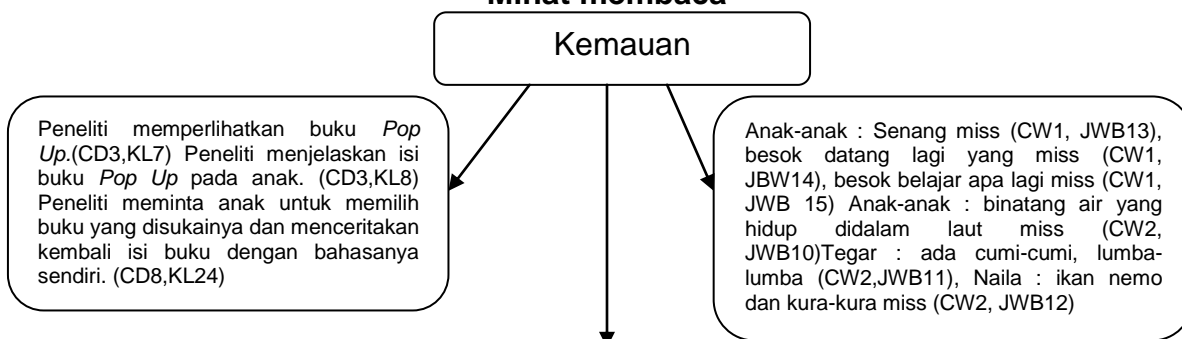 Minat membaca
Kemauan
Peneliti memperlihatkan buku Pop
Up.(CD3,KL7) Peneliti menjelaskan isi
buku Pop Up pada anak. (CD3,KL8)
Peneliti meminta anak untuk memilih
buku yang disukainya dan menceritakan
kembali isi buku dengan bahasanya
sendiri. (CD8,KL24)
Anak-anak : Senang miss (CW1, JWB13),
besok datang lagi yang miss (CW1,
JBW14), besok belajar apa lagi miss (CW1,
JWB 15) Anak-anak : binatang air yang
hidup didalam laut miss (CW2,
JWB10)Tegar : ada cumi-cumi, lumba-
lumba (CW2,JWB11), Naila : ikan nemo
dan kura-kura miss (CW2, JWB12)